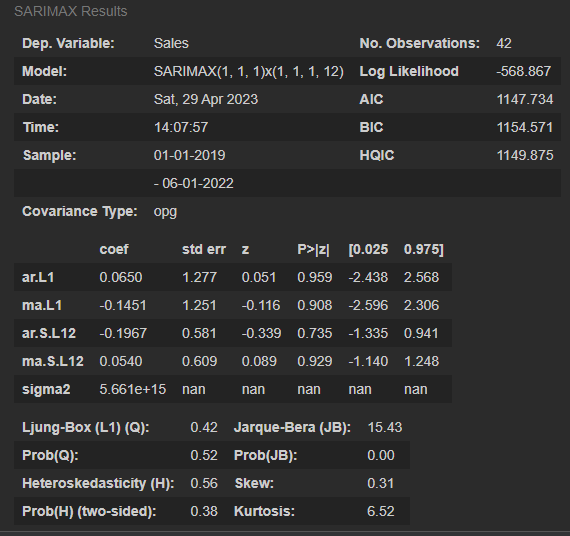 SARIMAX Results
Dep. Variable: Sales No. Observations: 42
Model: SARIMAX(1, 1, 1)x(1, 1, 1, 12) Log Likelihood -568.867
Date: Sat, 29 Apr 2023 AIC 1147.734
Time: 14:07:57 BIC 1154.571
Sample: 01-01-2019 HQIC 1149.875
- 06-01-2022
Covariance Type: opg
coef std err z P>|z| [0.025 0.975]
ar.L1 0.0650 1.277 0.051 0.959 -2.438 2.568
ma.L1 -0.1451 1.251 -0.116 0.908 -2.596 2.306
ar.S.L12 -0.1967 0.581 -0.339 0.735 -1.335 0.941
ma.S.L12 0.0540 0.609 0.089 0.929 -1.140 1.248
sigma2 5.661e+15 nan nan nan nan nan
Ljung-Box (L1) (Q): 0.42 Jarque-Bera (JB): 15.43
Prob(Q): 0.52 Prob(JB): 0.00
Heteroskedasticity (H): 0.56 Skew: 0.31
Prob(H) (two-sided): 0.38 Kurtosis: 6.52